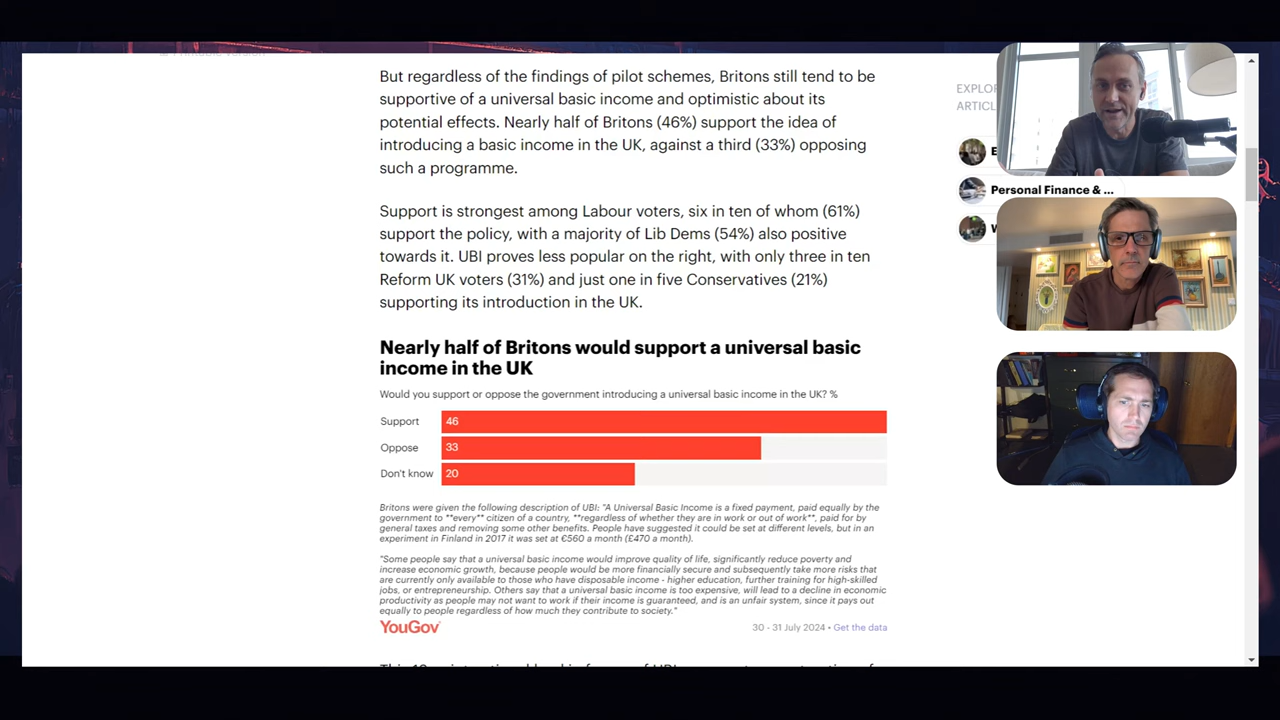 But regardless of the findings of pilot schemes, Britons still tend to be
supportive of a universal basic income and optimistic about its
potential effects. Nearly half of Britons (46%) support the idea of
introducing a basic income in the UK, against a third (33%) opposing
such a programme.
Support is strongest among Labour voters, six in ten of whom (61%)
support the policy, with a majority of Lib Dems (54%) also positive
towards it. UBI proves less popular on the right, with only three in ten
Reform UK voters (31%) and just one in five Conservatives (21%)
supporting its introduction in the UK.
Nearly half of Britons would support a universal basic
income in the UK
Would you support or oppose the government introducing a universal basic income in the UK? %
Support 46
Oppose 33
Don't know 20
Britons were given the following description of UBI: "A Universal Basic Income is a fixed payment, paid equally by the
government to **every** citizen of a country, **regardless of whether they are in work or out of work**, paid for by
general taxes and removing some other benefits. People have suggested it could be set at different levels, but in an
experiment in Finland in 2017 it was set at €560 a month (£470 a month).
"Some people say that a universal basic income would improve quality of life, significantly reduce poverty and
increase economic growth, because people would be more financially secure and subsequently take more risks that
are currently only available to those who have disposable income - higher education, further training for high-skilled
jobs, or entrepreneurship. Others say that a universal basic income is too expensive, will lead to a decline in economic
productivity as people may not want to work if their income is guaranteed, and is an unfair system, since it pays out
equally to people regardless of how much they contribute to society."
YouGov
30 - 31 July 2024 • Get the data
Personal Finance & ...